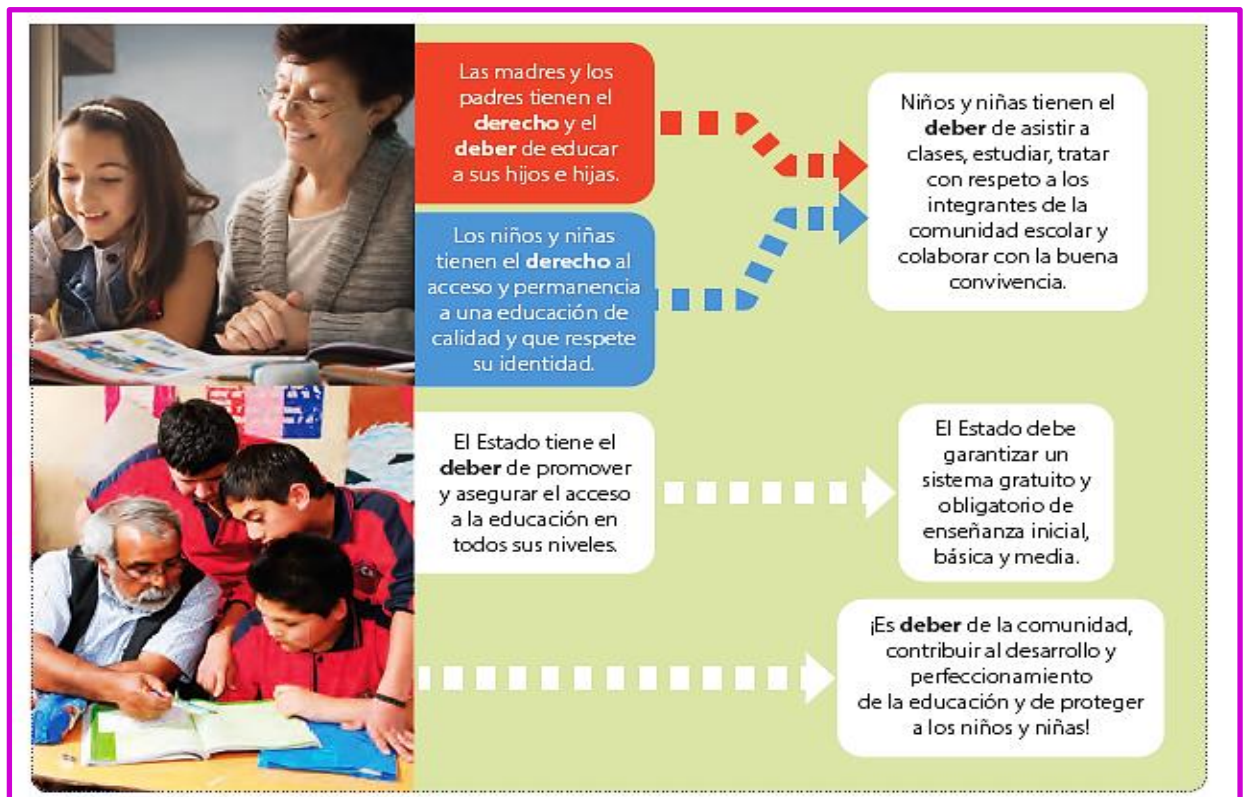 Las madres y los
padres tienen el
derecho y el
deber de educar
a sus hijos e hijas.
Niños y niñas tienen el
deber de asistir a
clases, estudiar, tratar
con respeto a los
integrantes de la
comunidad escolar y
colaborar con la buena
convivencia.
Los niños y niñas
tienen el derecho al
acceso y permanencia
a una educación de
calidad y que respete
su identidad.
El Estado tiene el
deber de promover
y asegurar el acceso
a la educación en
todos sus niveles.
El Estado debe
garantizar un
sistema gratuito y
obligatorio de
enseñanza inicial,
básica y media.
¡Es deber de la comunidad,
contribuir al desarrollo y
perfeccionamiento
de la educación y de proteger
a los niños y niñas!